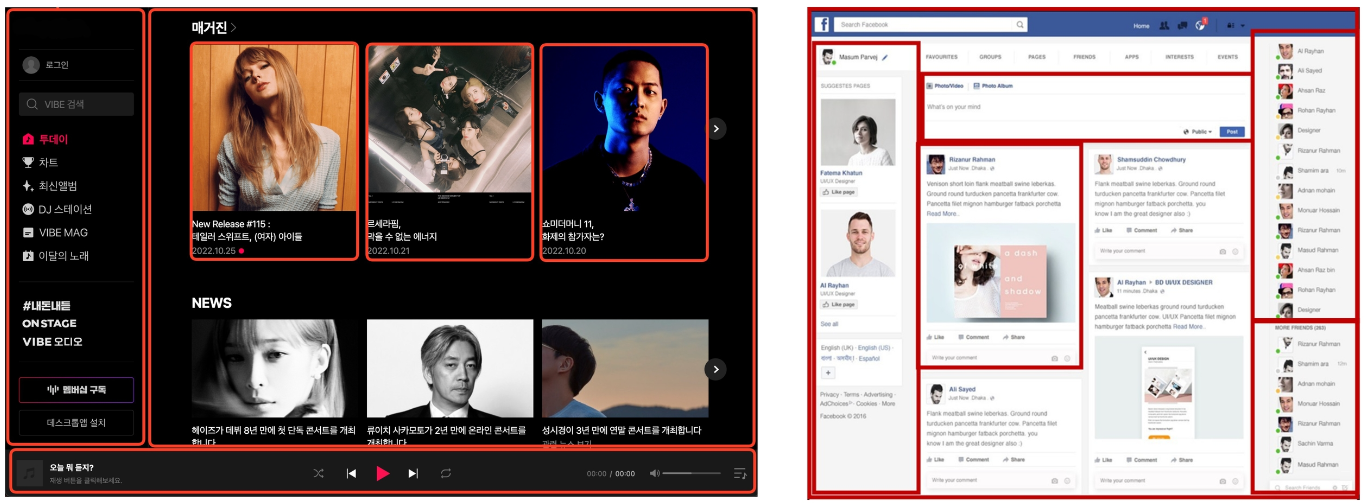 매거진 >
로그인
VIBE 검색
투데이
차트
최신앨범
DJ 스테이션
VIBE MAG
이달의 노래
#내돈내듣
ONSTAGE
VIBE 오디오
멤버십 구독
데스크톱앱 설치
New Release #115 :
테일러 스위프트, (여자) 아이들
2022.10.25
르세라핌,
막을 수 없는 에너지
2022.10.21
쇼미더머니 11,
화제의 참가자는?
2022.10.20
NEWS
헤이즈가 데뷔 8년 만에 첫 단독 콘서트를 개최
합니다
류이치 사카모토가 2년 만에 온라인 콘서트를
개최합니다
성시경이 3년 만에 연말 콘서트를 개최합니다
관련 뉴스 보기
오늘 뭐 듣지?
재생 버튼을 클릭해보세요.
00:00 / 00:00
f
Search Facebook
Home
Masum Parvej
FAVOURITES GROUPS PAGES FRIENDS APPS INTERESTS EVENTS
SUGGESTES PAGES
Fatema Khatun
UI/UX Designer
Like page
Al Rayhan
UI/UX Designer
Like page
See all
English (UK) · English (US) ·
Español
+
Privacy · Terms · Advertising ·
AdChoices · Cookies · More
Facebook © 2016
Photo/Video Photo Album
What's on your mind
Public Post
Rizanur Rahman
Just Now Dhaka
Venison short loin flank meatball swine leberkas.
Ground round turducken pancetta frankfurter cow.
Pancetta filet mignon hamburger fatback porchetta
Read More..
a dash
of white
and
shadow
Like Comment Share
Write your comment
Al Sayed
Just Now Dhaka
Flank meatball swine leberkas. Ground round
turducken pancetta frankfurter cow. Pancetta filet
mignon hamburger fatback porchetta. you know
I am the great designer also :)
Like Comment Share
Write your comment
Shamsuddin Chowdhury
Just Now Dhaka
Flank meatball swine leberkas. Ground round
turducken pancetta frankfurter cow. Pancetta filet
mignon hamburger fatback porchetta. you
know I am the great designer also :)
Like Comment Share
Write your comment
Al Rayhan ▸ BD UI/UX DESIGNER
11 minutes Dhaka
Meatball swine leberkas ground round turducken
pancetta frankfurter cow. UI/UX Pancetta filet mignon
hamburger fatback porchetta Read More..
Like Comment Share
Write your comment
Al Rayhan
Ali Sayed
Ahsan Raz
Rohan Rayhan
Designer
Rizanur Rahman
Shamim ara
Adnan mohain
Monuar Hossain
Rizanur Rahman
Masud Rahman
Ahsan Raz bin
Rohan Rayhan
Designer
MORE FRIENDS (263)
Rizanur Rahman
Shamim ara
Adnan mohain
Monuar Hossain
Rizanur Rahman
Sachin Varma
Masud Rahman
Search Friends